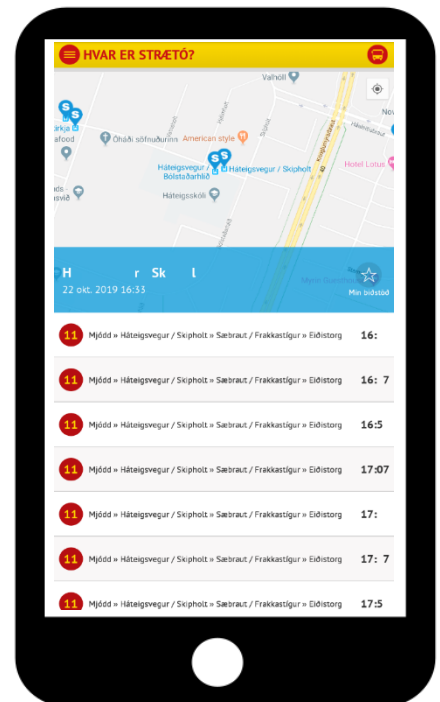 HVAR ER STRÆTÓ?
Valhöll
Óháði söfnuðurinn
American style
Háteigsvegur / Bólstaðarhlíð
Háteigsvegur / Skipholt
Hotel Lotus
Háteigsskóli
40
H r Sk l
22 okt. 2019 16:33
Mín biðstöð
11 Mjódd » Háteigsvegur / Skipholt » Sæbraut / Frakkastígur » Eiðistorg 16:
11 Mjódd » Háteigsvegur / Skipholt » Sæbraut / Frakkastígur » Eiðistorg 16: 7
11 Mjódd » Háteigsvegur / Skipholt » Sæbraut / Frakkastígur » Eiðistorg 16:5
11 Mjódd » Háteigsvegur / Skipholt » Sæbraut / Frakkastígur » Eiðistorg 17:07
11 Mjódd » Háteigsvegur / Skipholt » Sæbraut / Frakkastígur » Eiðistorg 17:
11 Mjódd » Háteigsvegur / Skipholt » Sæbraut / Frakkastígur » Eiðistorg 17: 7
11 Mjódd » Háteigsvegur / Skipholt » Sæbraut / Frakkastígur » Eiðistorg 17:5